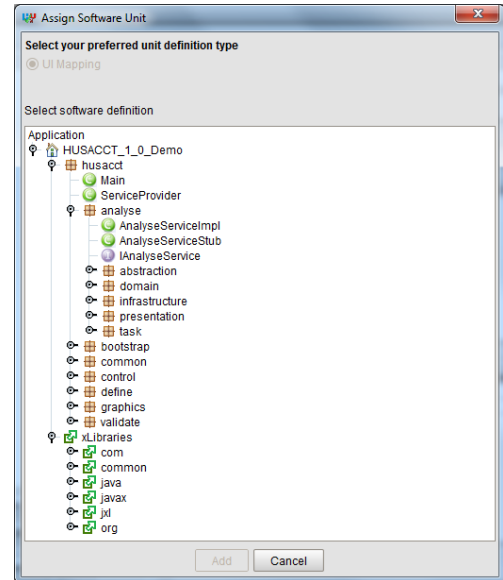 Assign Software Unit
Select your preferred unit definition type
UI Mapping
Select software definition
Application
HUSACCT_1_0_Demo
husacct
C Main
C ServiceProvider
analyse
C AnalyseServiceImpl
C AnalyseServiceStub
I IAnalyseService
abstraction
domain
infrastructure
presentation
task
bootstrap
common
control
define
graphics
validate
xLibraries
com
common
java
javax
jxl
org
Add Cancel